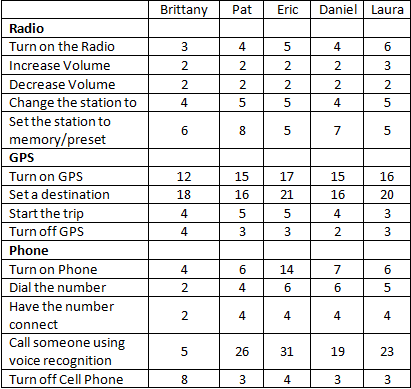 Brittany Pat Eric Daniel Laura
Radio
Turn on the Radio 3 4 5 4 6
Increase Volume 2 2 2 2 3
Decrease Volume 2 2 2 2 2
Change the station to 4 5 5 4 5
Set the station to
memory/preset 6 8 5 7 5
GPS
Turn on GPS 12 15 17 15 16
Set a destination 18 16 21 16 20
Start the trip 4 5 5 4 3
Turn off GPS 4 3 3 2 3
Phone
Turn on Phone 4 6 14 7 6
Dial the number 2 4 6 6 5
Have the number
connect 2 4 4 4 4
Call someone using
voice recognition 5 26 31 19 23
Turn off Cell Phone 8 3 4 3 3